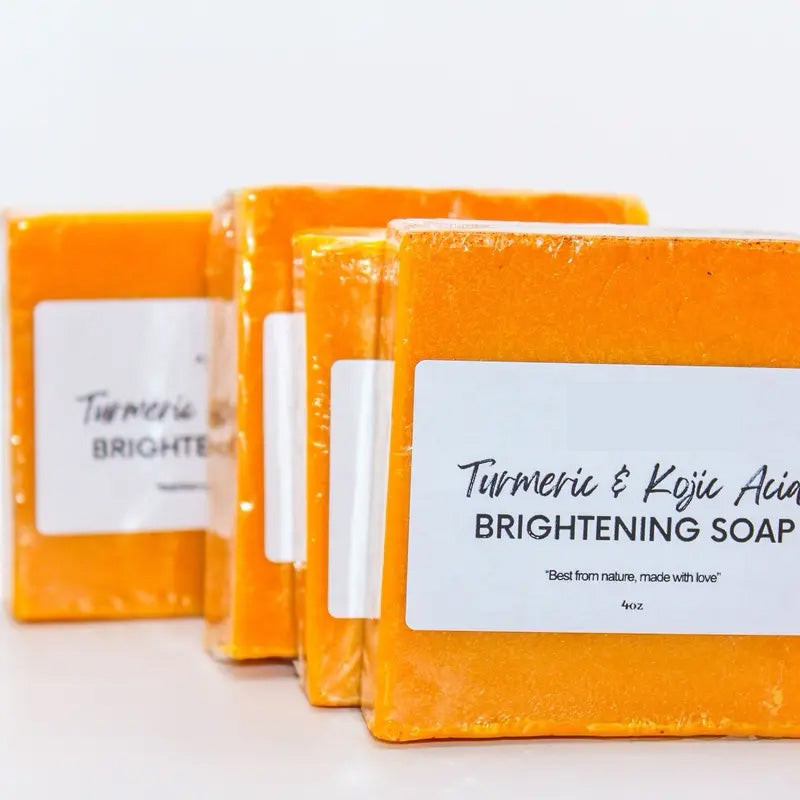 Turmeric
BRIGHTE
Turmeric & Kojic Acid
BRIGHTENING SOAP
"Best from nature, made with love"
4oz